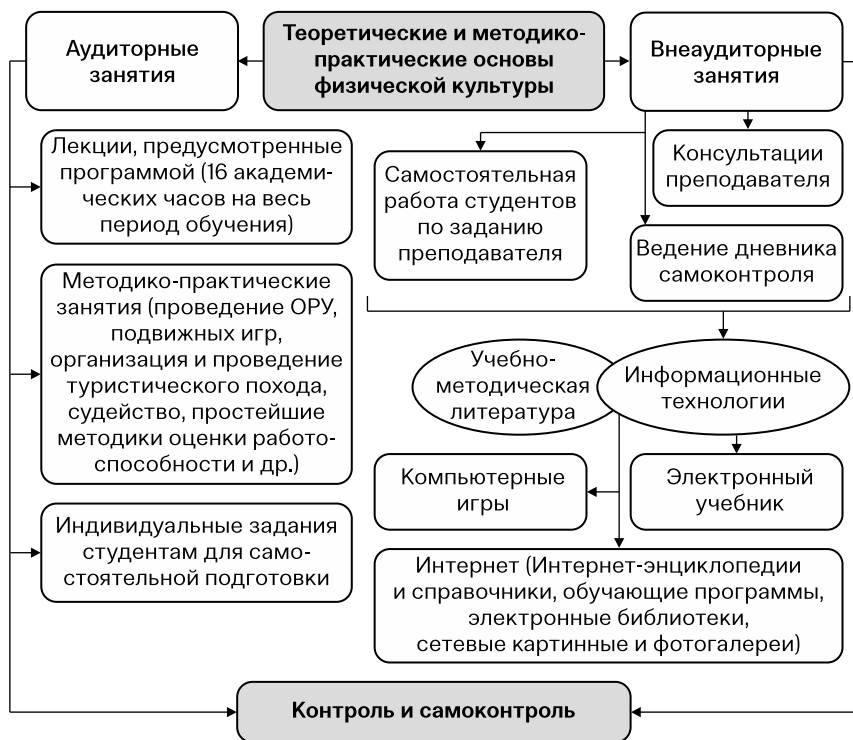 Аудиторные
занятия
Теоретические и методико-
практические основы
физической культуры
Внеаудиторные
занятия
Лекции, предусмотренные
программой (16 академи-
ческих часов на весь
период обучения)
Методико-практические
занятия (проведение ОРУ,
подвижных игр,
организация и проведение
туристического похода,
судейство, простейшие
методики оценки работо-
способности и др.)
Индивидуальные задания
студентам для само-
стоятельной подготовки
Самостоятельная
работа студентов
по заданию
преподавателя
Консультации
преподавателя
Ведение дневника
самоконтроля
Учебно-
методическая
литература
Информационные
технологии
Компьютерные
игры
Электронный
учебник
Интернет (Интернет-энциклопедии
и справочники, обучающие программы,
электронные библиотеки,
сетевые картинные и фотогалереи)
Контроль и самоконтроль